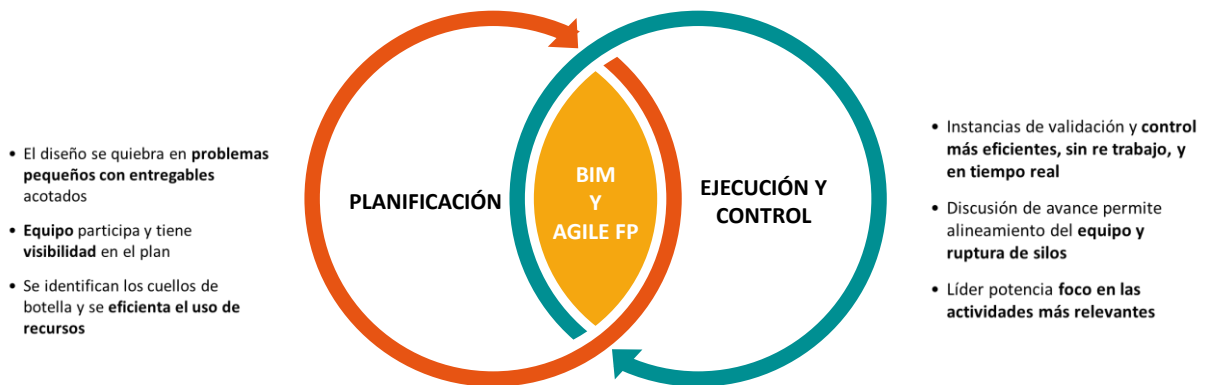 • El diseño se quiebra en problemas
pequeños con entregables
acotados
• Equipo participa y tiene
visibilidad en el plan
• Se identifican los cuellos de
botella y se eficienta el uso de
recursos
PLANIFICACIÓN
BIM
Y
AGILE FP
EJECUCIÓN Y
CONTROL
• Instancias de validación y control
más eficientes, sin re trabajo, y
en tiempo real
• Discusión de avance permite
alineamiento del equipo y
ruptura de silos
• Líder potencia foco en las
actividades más relevantes